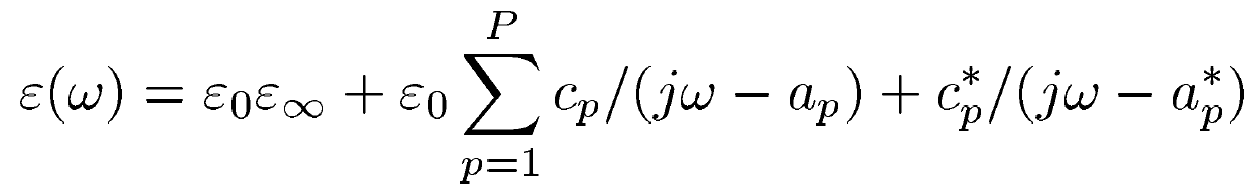 ε(ω) = ε₀ε∞ + ε₀ ∑_{p=1}^{P} c_p/(jω − a_p) + c_p^*/(jω − a_p^*)